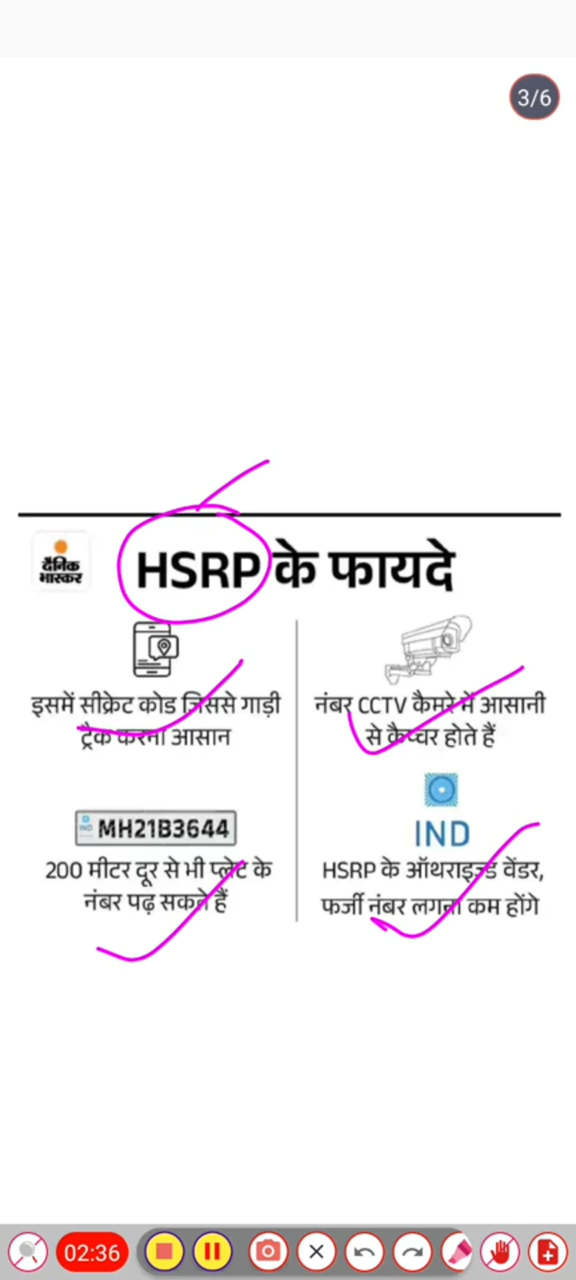 3/6
दैनिक
भास्कर
HSRP के फायदे
इसमें सीक्रेट कोड जिससे गाड़ी
ट्रैक करना आसान
नंबर CCTV कैमरे में आसानी
से कैप्चर होते हैं
IND MH21B3644
200 मीटर दूर से भी प्लेट के
नंबर पढ़ सकते हैं
IND
HSRP के ऑथराइज्ड वेंडर,
फर्जी नंबर लगना कम होंगे
02:36